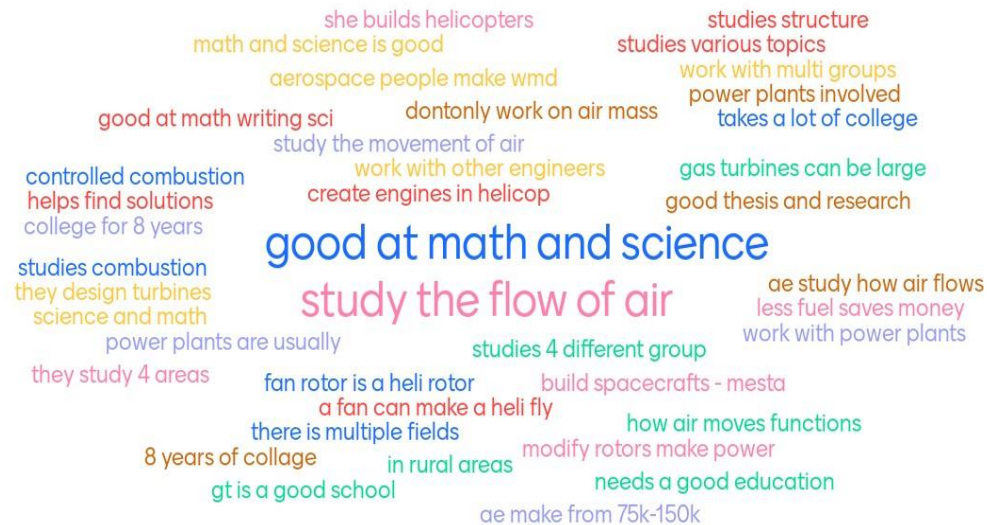 she builds helicopters
studies structure
math and science is good
studies various topics
aerospace people make wmd
work with multi groups
power plants involved
good at math writing sci
dontonly work on air mass
takes a lot of college
study the movement of air
work with other engineers
gas turbines can be large
controlled combustion
create engines in helicop
helps find solutions
good thesis and research
college for 8 years
good at math and science
studies combustion
ae study how air flows
they design turbines
study the flow of air
less fuel saves money
science and math
work with power plants
power plants are usually
studies 4 different group
they study 4 areas
fan rotor is a heli rotor
build spacecrafts - mesta
a fan can make a heli fly
how air moves functions
there is multiple fields
modify rotors make power
8 years of collage
in rural areas
needs a good education
gt is a good school
ae make from 75k-150k